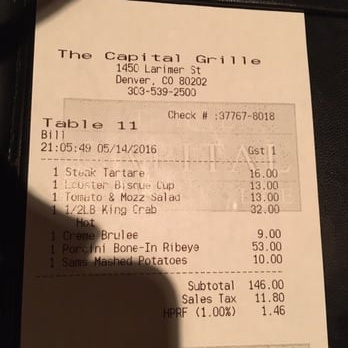 The Capital Grille
1450 Larimer St
Denver, CO 80202
303-539-2500
Check # :37767-8018
Table 11
Bill
21:05:49 05/14/2016 Gst 1
1 Steak Tartare 16.00
1 Lobster Bisque Cup 13.00
1 Tomato & Mozz Salad 13.00
1 1/2LB King Crab 32.00
Hot
1 Creme Brulee 9.00
1 Porcini Bone-In Ribeye 53.00
1 Sams Mashed Potatoes 10.00
Subtotal 146.00
Sales Tax 11.80
HPRF (1.00%) 1.46